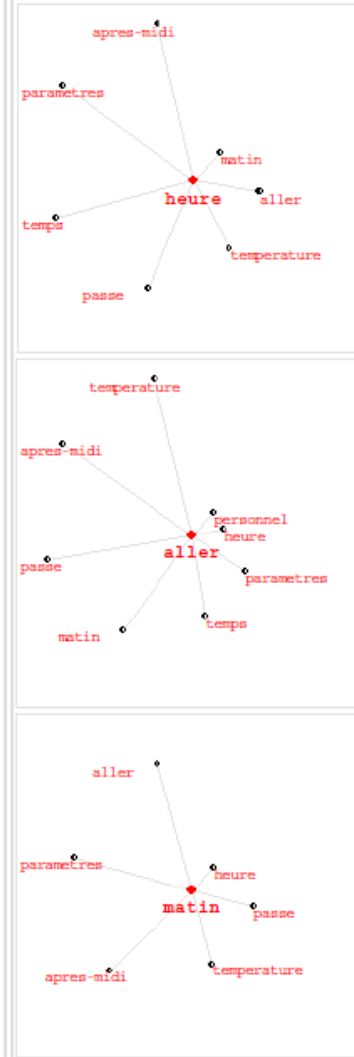 apres-midi
parametres
matin
heure
aller
temps
temperature
passe
temperature
apres-midi
personnel
heure
aller
passe
parametres
temps
matin
aller
parametres
heure
matin
passe
apres-midi
temperature